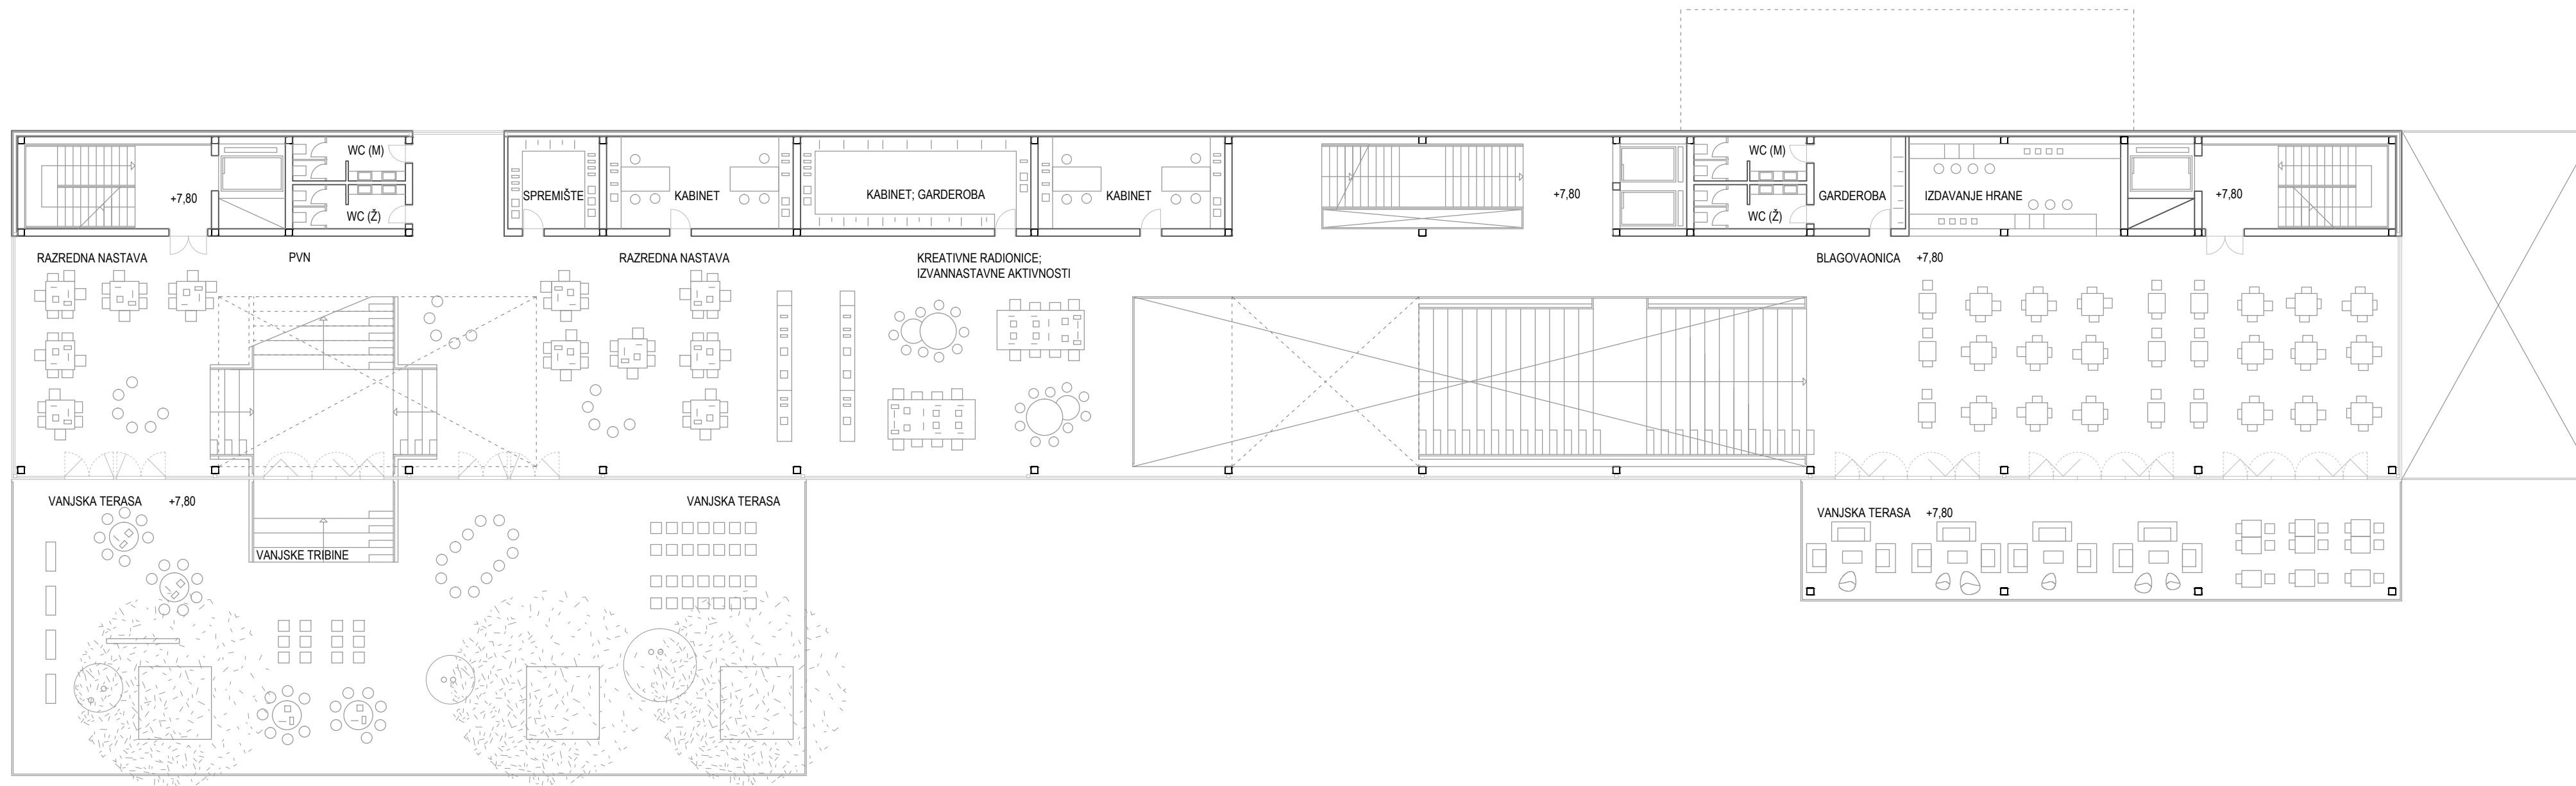 WC (M)
WC (M)
SPREMIŠTE
KABINET
KABINET; GARDEROBA
KABINET
+7,80
GARDEROBA
IZDAVANJE HRANE
+7,80
+7,80
WC (Ž)
WC (Ž)
RAZREDNA NASTAVA
PVN
RAZREDNA NASTAVA
KREATIVNE RADIONICE;
IZVANNASTAVNE AKTIVNOSTI
BLAGOVAONICA +7,80
VANJSKA TERASA +7,80
VANJSKA TERASA
VANJSKA TERASA +7,80
VANJSKE TRIBINE